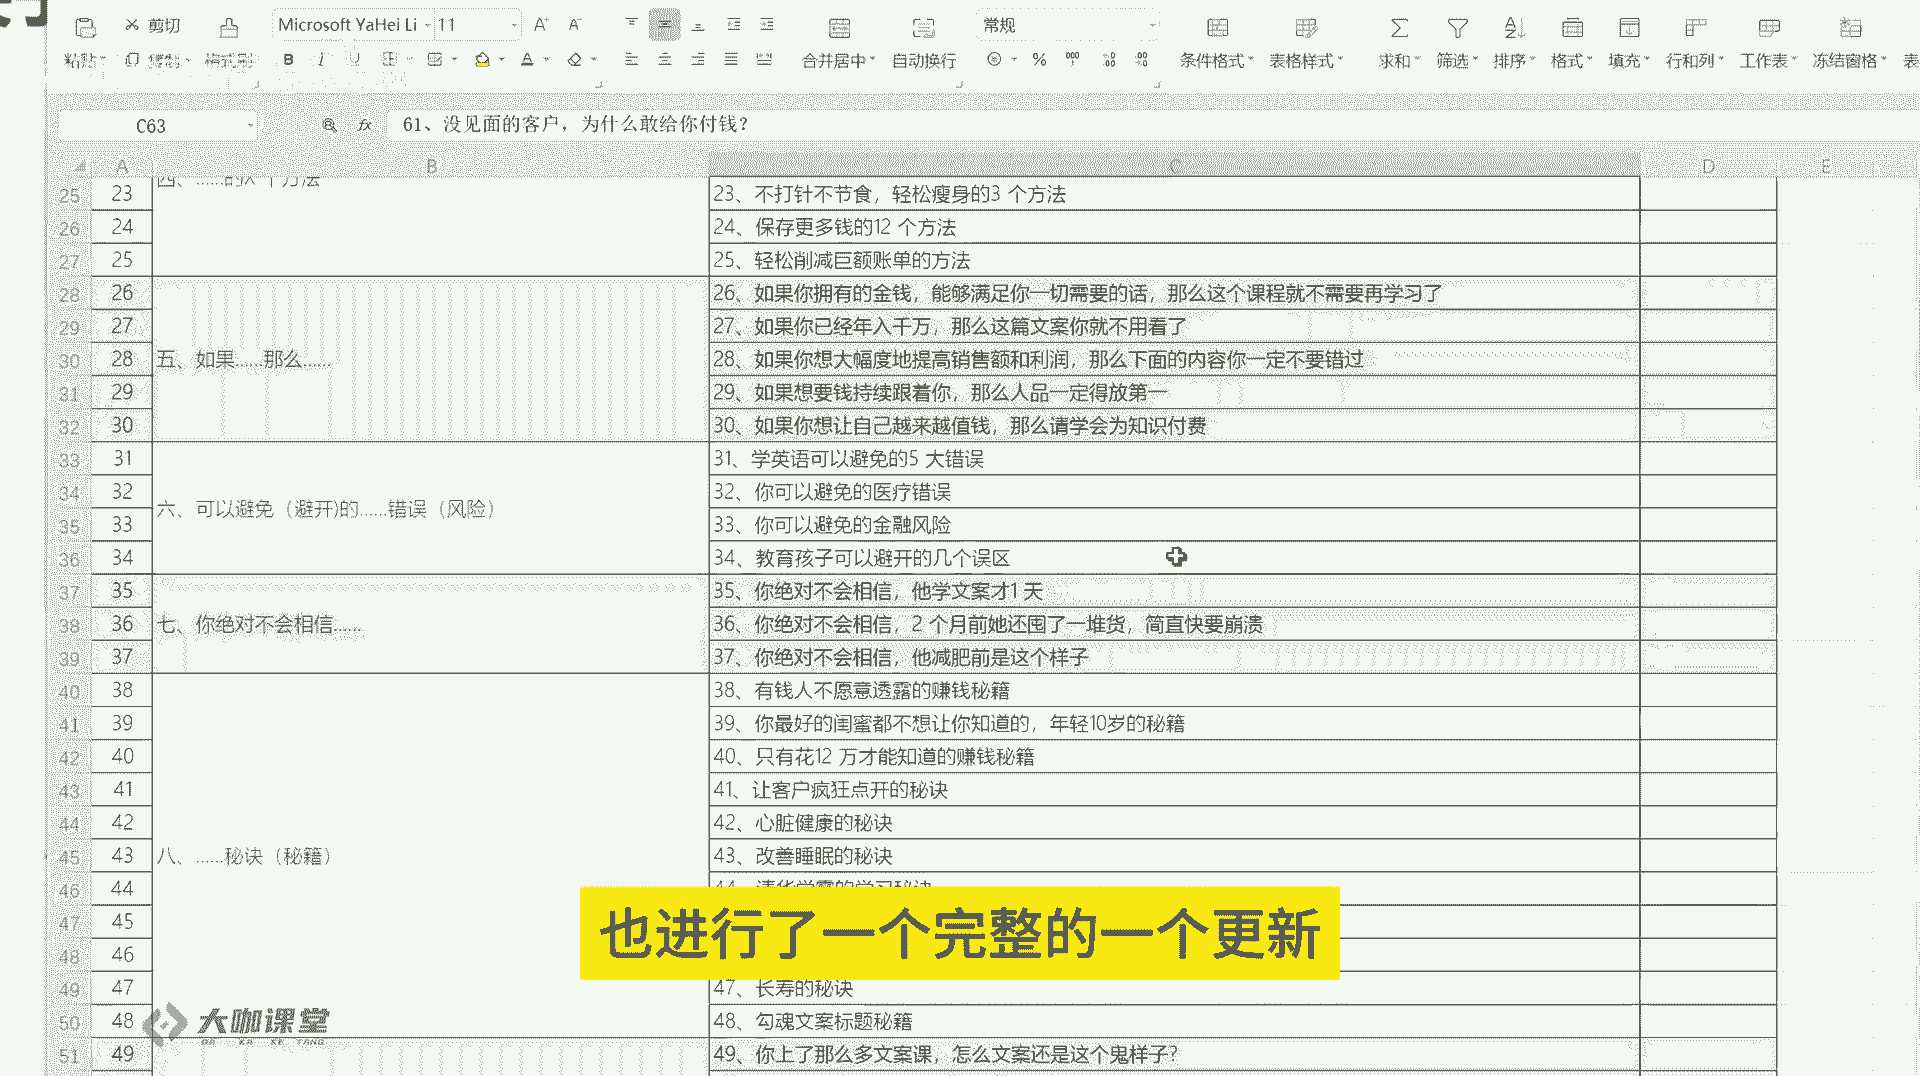 剪切 Microsoft YaHei Li 11 A+ A- 常规
粘贴 复制 格式刷 B I U A 合并居中 自动换行 % 条件格式 表格样式 求和 筛选 排序 格式 填充 行和列 工作表 冻结窗格 表
C63 fx 61、没见面的客户，为什么敢给你付钱？
A B C D E
四、......的X 个方法
25 23 23、不打针不节食，轻松瘦身的3 个方法
26 24 24、保存更多钱的12 个方法
27 25 25、轻松削减巨额账单的方法
28 26 26、如果你拥有的金钱，能够满足你一切需要的话，那么这个课程就不需要再学习了
29 27 27、如果你已经年入千万，那么这篇文案你就不用看了
30 28 五、如果......那么...... 28、如果你想大幅度地提高销售额和利润，那么下面的内容你一定不要错过
31 29 29、如果想要钱持续跟着你，那么人品一定得放第一
32 30 30、如果你想让自己越来越值钱，那么请学会为知识付费
33 31 31、学英语可以避免的5 大错误
34 32 32、你可以避免的医疗错误
六、可以避免（避开)的......错误（风险）
35 33 33、你可以避免的金融风险
36 34 34、教育孩子可以避开的几个误区
37 35 35、你绝对不会相信，他学文案才1 天
38 36 七、你绝对不会相信...... 36、你绝对不会相信，2 个月前她还囤了一堆货，简直快要崩溃
39 37 37、你绝对不会相信，他减肥前是这个样子
40 38 38、有钱人不愿意透露的赚钱秘籍
41 39 39、你最好的闺蜜都不想让你知道的，年轻10岁的秘籍
42 40 40、只有花12 万才能知道的赚钱秘籍
43 41 41、让客户疯狂点开的秘诀
44 42 42、心脏健康的秘诀
45 43 八、......秘诀（秘籍） 43、改善睡眠的秘诀
46 44 44、清华学霸的学习秘诀
47 45
也进行了一个完整的一个更新
48 46
49 47 47、长寿的秘诀
50 48 48、勾魂文案标题秘籍
大咖课堂
DA KA KE TANG
51 49 49、你上了那么多文案课，怎么文案还是这个鬼样子？